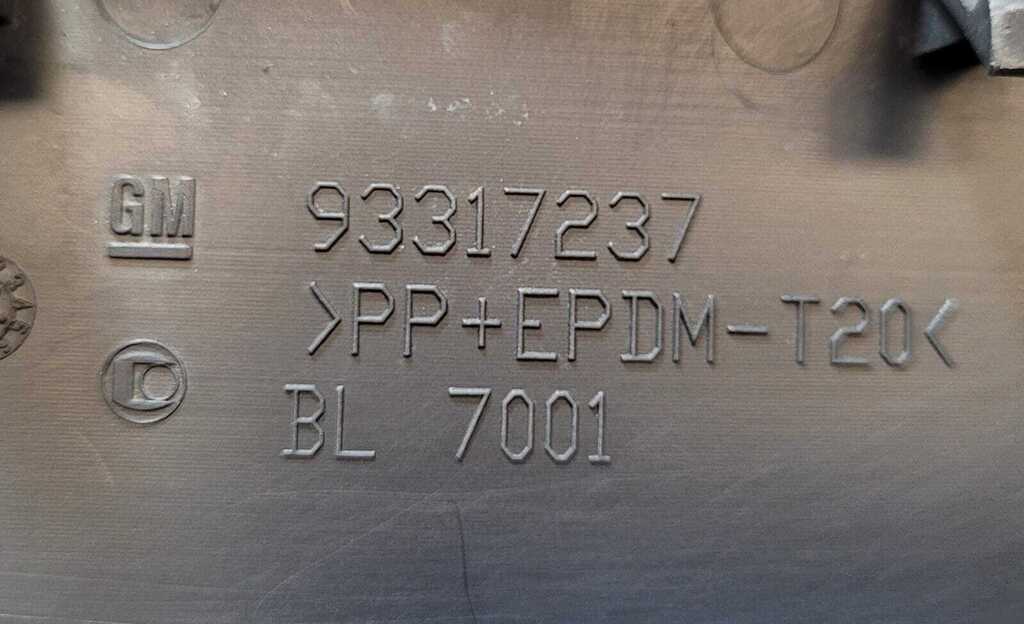 GM
93317237
>PP+EPDM-T20<
BL 7001